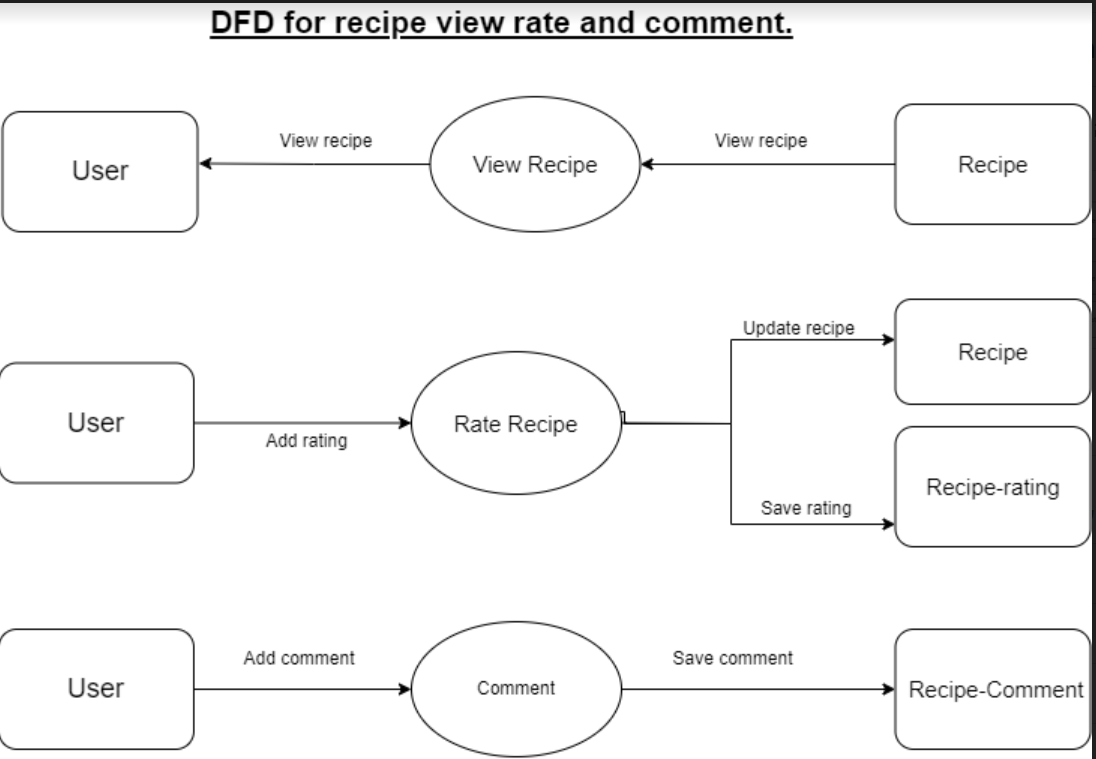 DFD for recipe view rate and comment.
User
View recipe
View Recipe
View recipe
Recipe
User
Add rating
Rate Recipe
Update recipe
Recipe
Save rating
Recipe-rating
User
Add comment
Comment
Save comment
Recipe-Comment